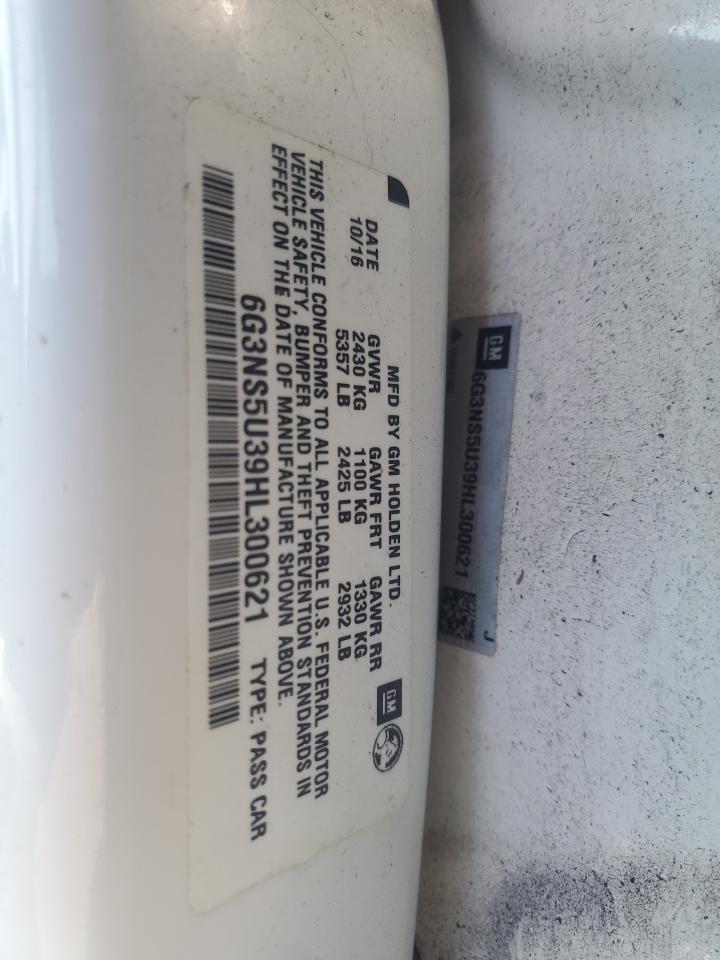 MFD BY GM HOLDEN LTD.
GM
DATE GVWR GAWR FRT GAWR RR
10/16 2430 KG 1100 KG 1330 KG
5357 LB 2425 LB 2932 LB
THIS VEHICLE CONFORMS TO ALL APPLICABLE U.S. FEDERAL MOTOR
VEHICLE SAFETY, BUMPER AND THEFT PREVENTION STANDARDS IN
EFFECT ON THE DATE OF MANUFACTURE SHOWN ABOVE.
6G3NS5U39HL300621 TYPE: PASS CAR
GM
6G3NS5U39HL300621
J